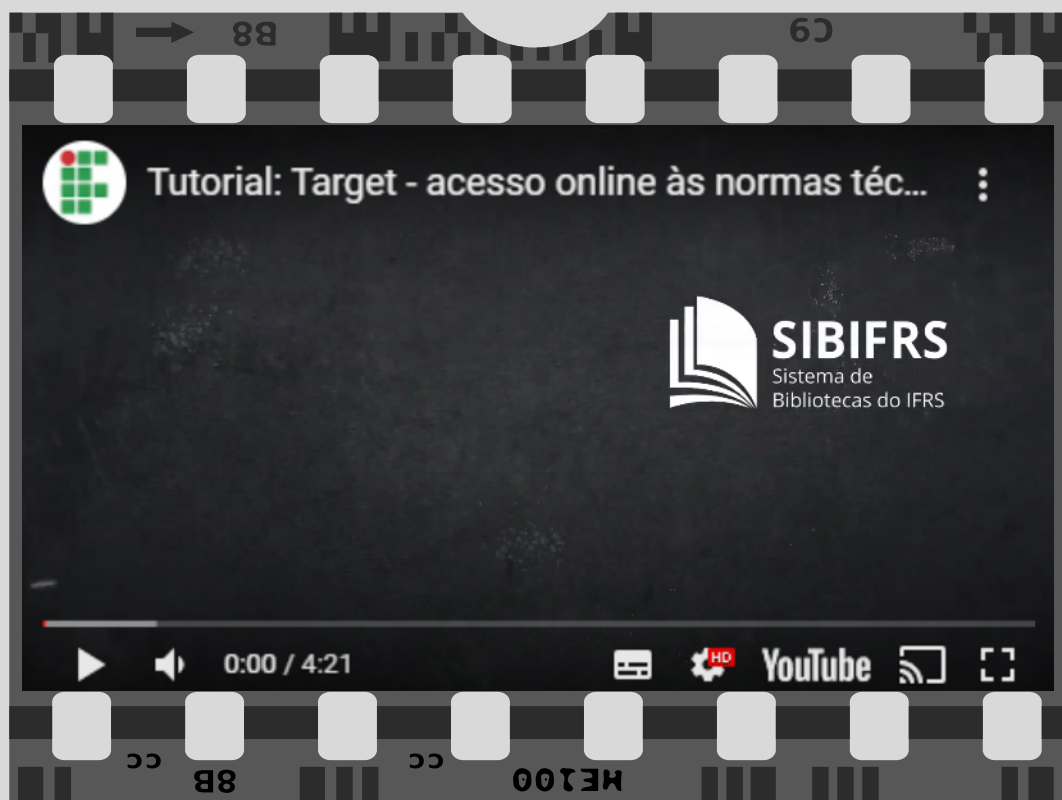 B8
C9
Tutorial: Target - acesso online às normas téc...
SIBIFRS
Sistema de
Bibliotecas do IFRS
0:00 / 4:21
HD
YouTube
cc
8B
cc
ME100